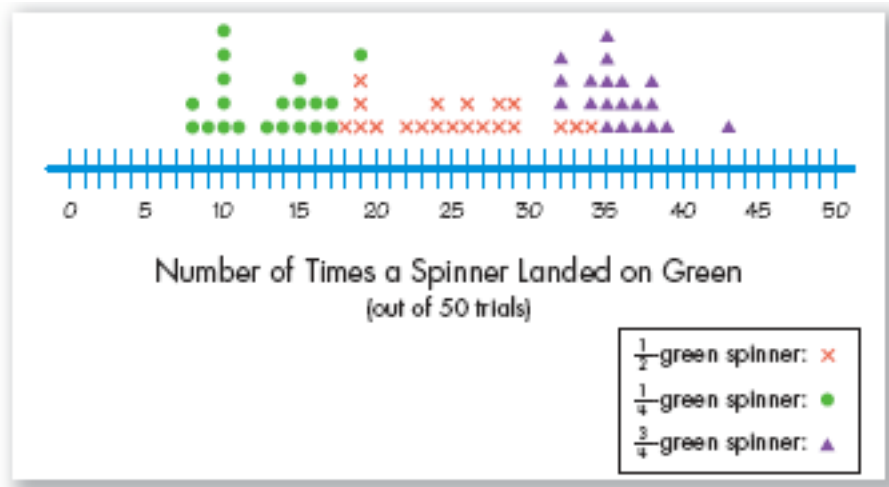 0 5 10 15 20 25 30 35 40 45 50
Number of Times a Spinner Landed on Green
(out of 50 trials)
1/2-green spinner: ×
1/4-green spinner: ●
3/4-green spinner: ▲